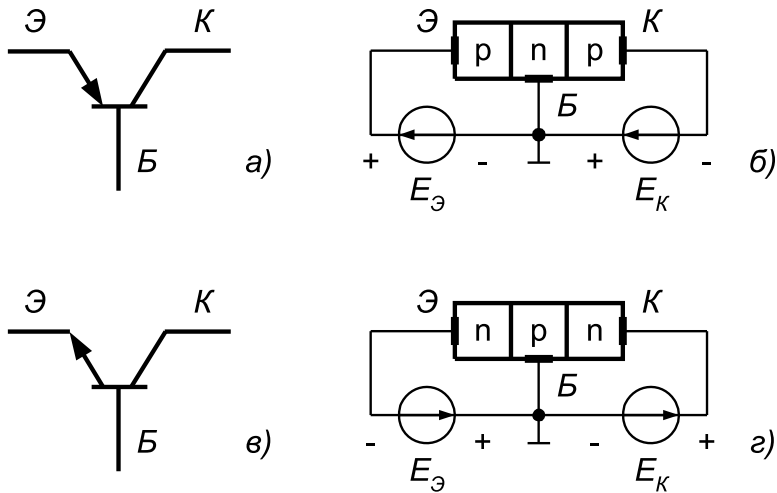 Э К
Б а)
Э К
p n p
Б
+ - + - б)
EЭ EК
Э К
Б в)
Э К
n p n
Б
- + - + г)
EЭ EК